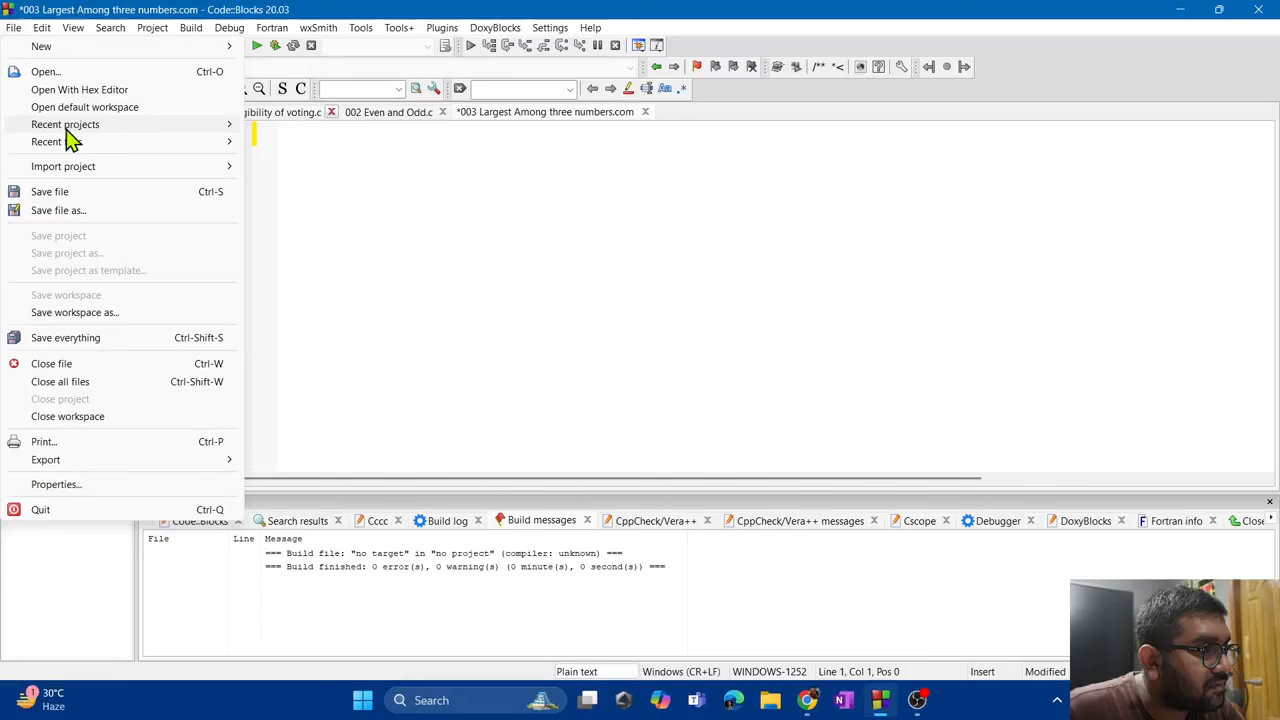 *003 Largest Among three numbers.com - Code::Blocks 20.03
File Edit View Search Project Build Debug Fortran wxSmith Tools Tools+ Plugins DoxyBlocks Settings Help
New
Open... Ctrl-O
Open With Hex Editor
Open default workspace
Recent projects
Recent
Import project
Save file Ctrl-S
Save file as...
Save project
Save project as...
Save project as template...
Save workspace
Save workspace as...
Save everything Ctrl-Shift-S
Close file Ctrl-W
Close all files Ctrl-Shift-W
Close project
Close workspace
Print... Ctrl-P
Export
Properties...
Quit Ctrl-Q
/** *<
S C
Aa .*
gibility of voting.c 002 Even and Odd.c *003 Largest Among three numbers.com
Code::Blocks Search results Cccc Build log Build messages CppCheck/Vera++ CppCheck/Vera++ messages Cscope Debugger DoxyBlocks Fortran info Close
File Line Message
=== Build file: "no target" in "no project" (compiler: unknown) ===
=== Build finished: 0 error(s), 0 warning(s) (0 minute(s), 0 second(s)) ===
Plain text Windows (CR+LF) WINDOWS-1252 Line 1, Col 1, Pos 0 Insert Modified
1 30°C
Haze
Search